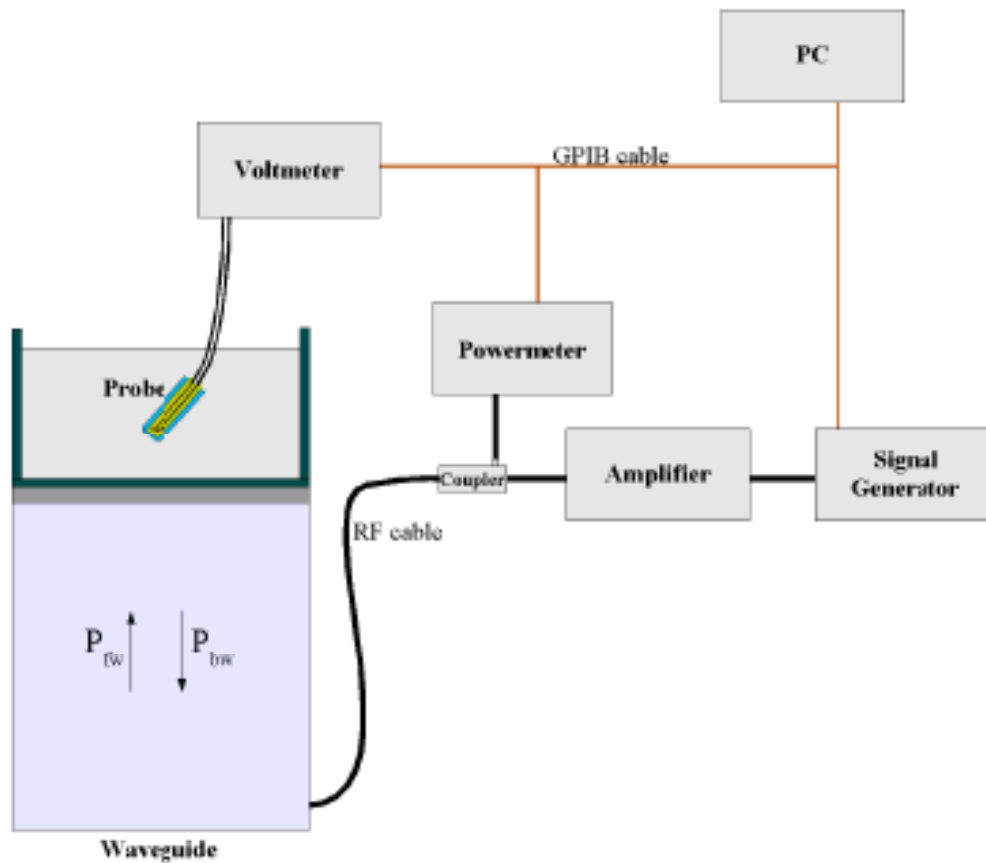 PC
Voltmeter
GPIB cable
Powermeter
Probe
Coupler
Amplifier
Signal
Generator
RF cable
P fw
P bw
Waveguide